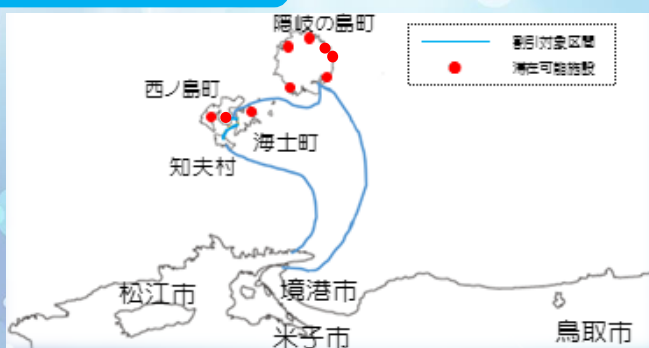 隠岐の島町
割引対象区間
滞在可能施設
西ノ島町
海士町
知夫村
松江市
境港市
米子市
鳥取市